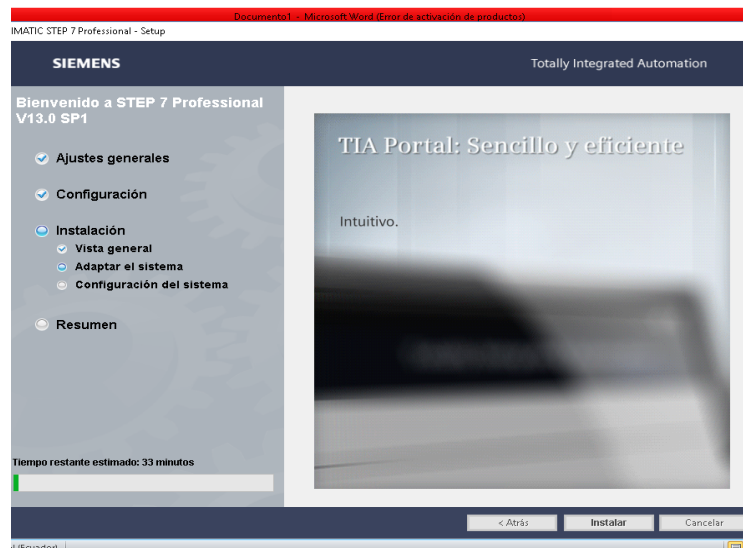 Documento1 - Microsoft Word (Error de activación de productos)
IMATIC STEP 7 Professional - Setup
SIEMENS
Totally Integrated Automation
Bienvenido a STEP 7 Professional
V13.0 SP1
Ajustes generales
Configuración
Instalación
Vista general
Adaptar el sistema
Configuración del sistema
Resumen
TIA Portal: Sencillo y eficiente
Intuitivo.
Tiempo restante estimado: 33 minutos
< Atrás
Instalar
Cancelar
(Ecuador)